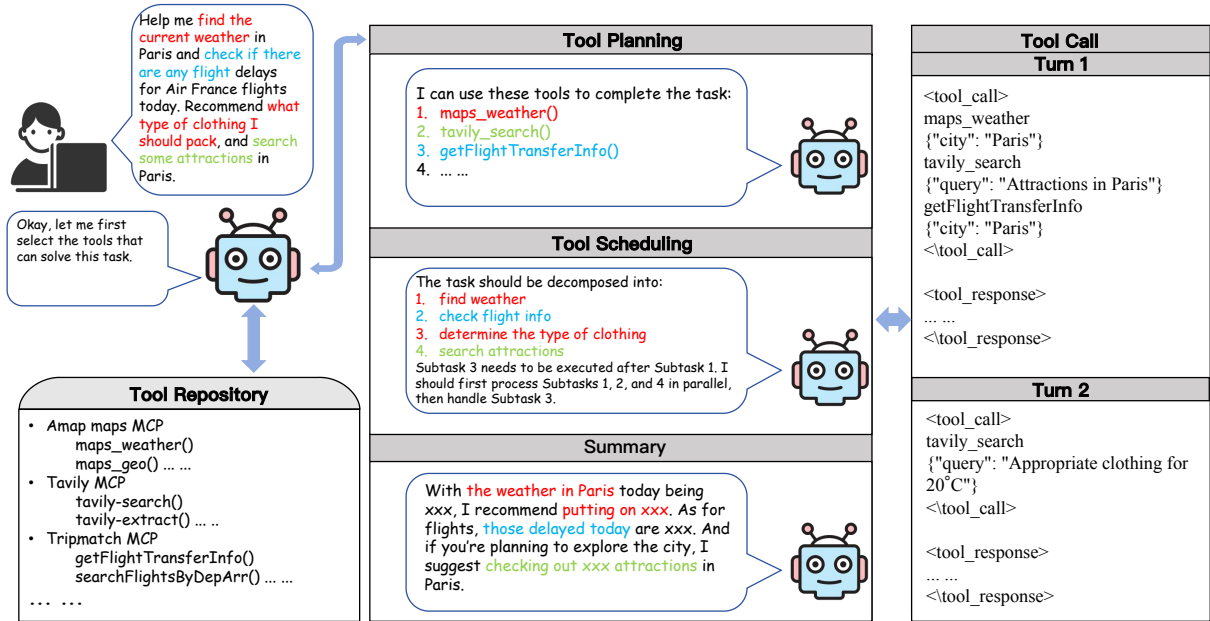 Help me find the
current weather in
Paris and check if there
are any flight delays
for Air France flights
today. Recommend what
type of clothing I
should pack, and search
some attractions in
Paris.
Okay, let me first
select the tools that
can solve this task.
Tool Repository
• Amap maps MCP
maps_weather()
maps_geo() ... ...
• Tavily MCP
tavily-search()
tavily-extract() ... ..
• Tripmatch MCP
getFlightTransferInfo()
searchFlightsByDepArr() ... ...
... ...
Tool Planning
I can use these tools to complete the task:
1. maps_weather()
2. tavily_search()
3. getFlightTransferInfo()
4. ... ...
Tool Scheduling
The task should be decomposed into:
1. find weather
2. check flight info
3. determine the type of clothing
4. search attractions
Subtask 3 needs to be executed after Subtask 1. I
should first process Subtasks 1, 2, and 4 in parallel,
then handle Subtask 3.
Summary
With the weather in Paris today being
xxx, I recommend putting on xxx. As for
flights, those delayed today are xxx. And
if you're planning to explore the city, I
suggest checking out xxx attractions in
Paris.
Tool Call
Turn 1
<tool_call>
maps_weather
{"city": "Paris"}
tavily_search
{"query": "Attractions in Paris"}
getFlightTransferInfo
{"city": "Paris"}
<\tool_call>
<tool_response>
... ...
<\tool_response>
Turn 2
<tool_call>
tavily_search
{"query": "Appropriate clothing for
20°C"}
<\tool_call>
<tool_response>
... ...
<\tool_response>